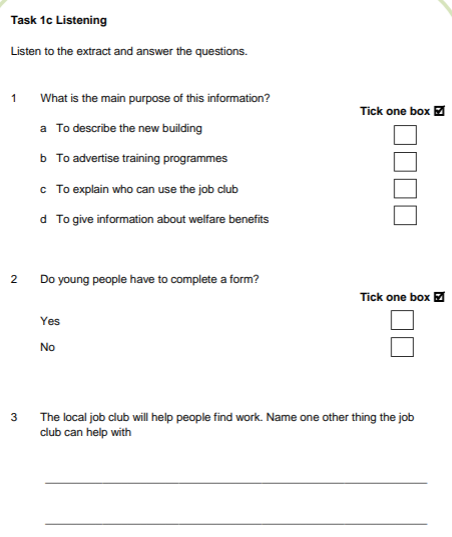 Task 1c Listening
Listen to the extract and answer the questions.
1 What is the main purpose of this information?
Tick one box ☑
a To describe the new building
b To advertise training programmes
c To explain who can use the job club
d To give information about welfare benefits
2 Do young people have to complete a form?
Tick one box ☑
Yes
No
3 The local job club will help people find work. Name one other thing the job
club can help with